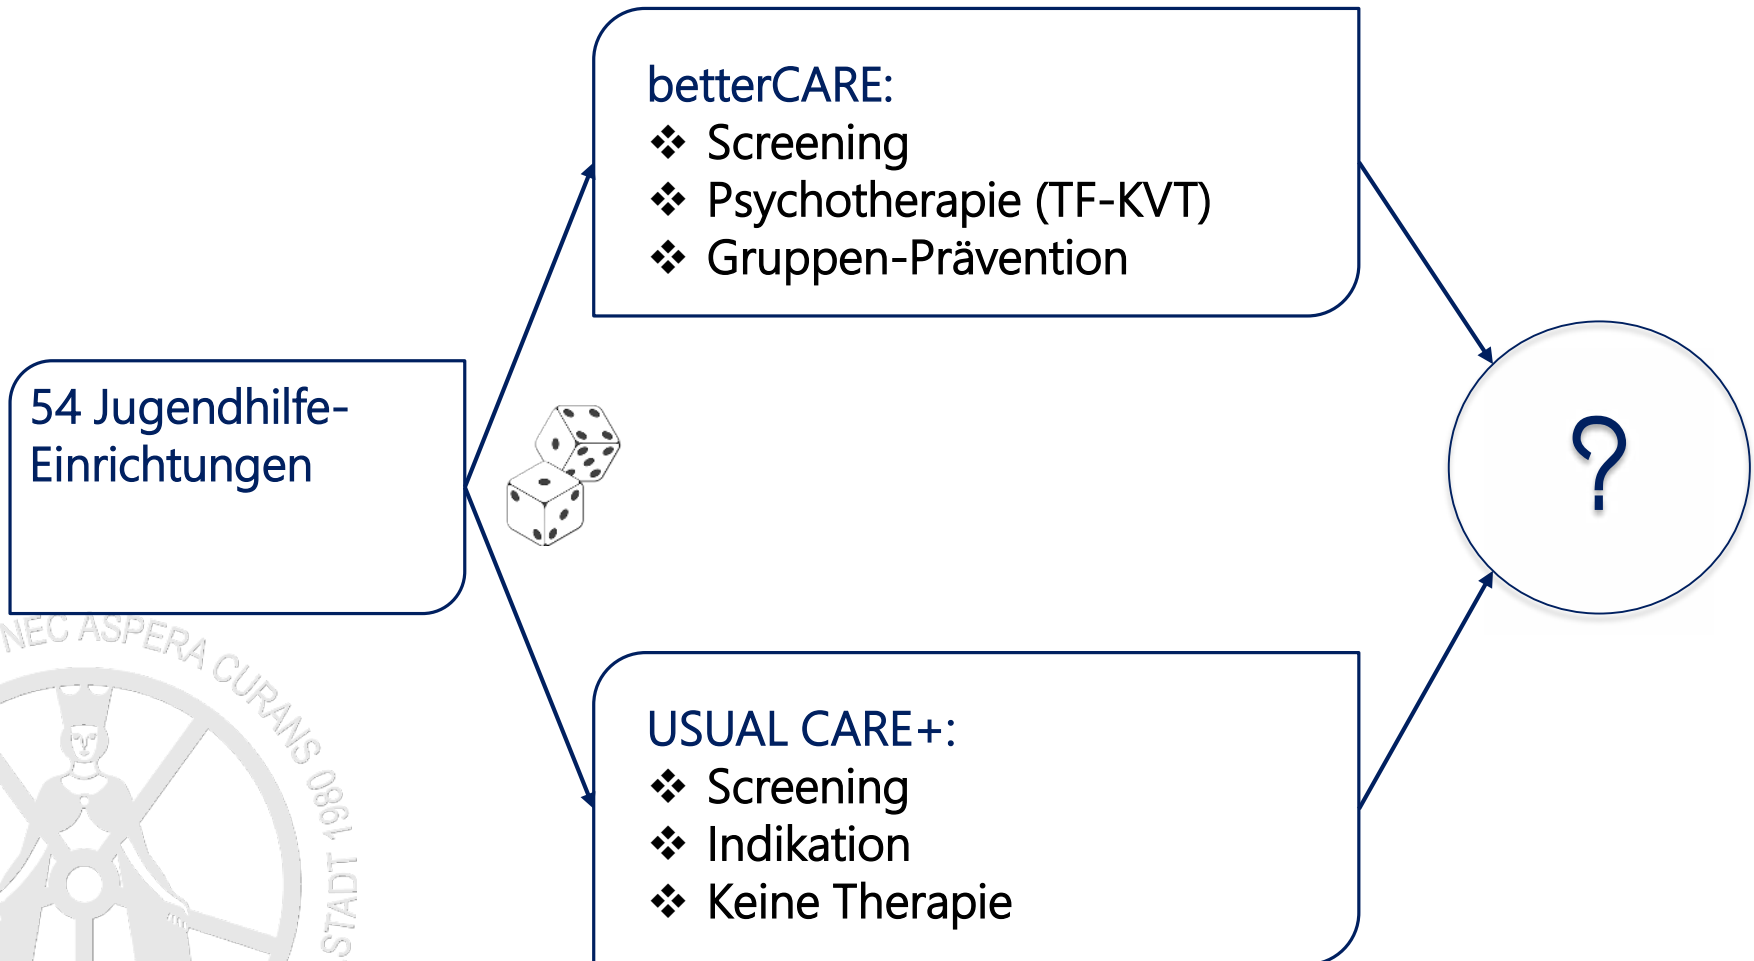 betterCARE:
❖ Screening
❖ Psychotherapie (TF-KVT)
❖ Gruppen-Prävention
54 Jugendhilfe-
Einrichtungen
?
USUAL CARE+:
❖ Screening
❖ Indikation
❖ Keine Therapie
NEC ASPERA CURANS 0861 STADT